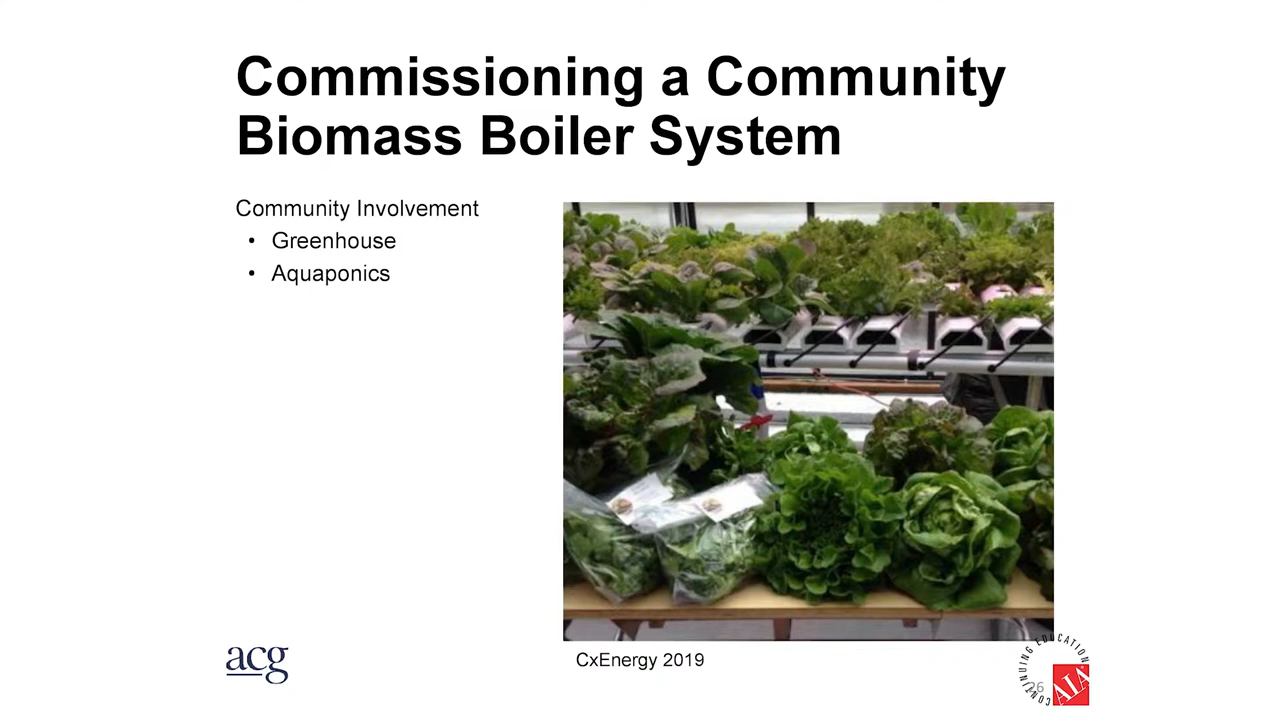 Commissioning a Community
Biomass Boiler System
Community Involvement
• Greenhouse
• Aquaponics
acg
CxEnergy 2019
CONTINUING EDUCATION
AIA